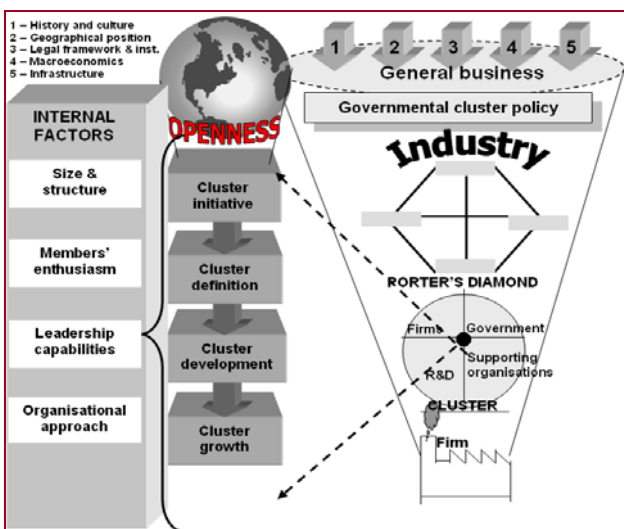 1 – History and culture
2 – Geographical position
3 – Legal framework & inst.
4 – Macroeconomics
5 – Infrastructure
INTERNAL
FACTORS
Size &
structure
Members'
enthusiasm
Leadership
capabilities
Organisational
approach
OPENNESS
Cluster
initiative
Cluster
definition
Cluster
development
Cluster
growth
1 2 3 4 5
General business
Governmental cluster policy
Industry
RORTER'S DIAMOND
Firms Government
Supporting
organisations
R&D
CLUSTER
Firm